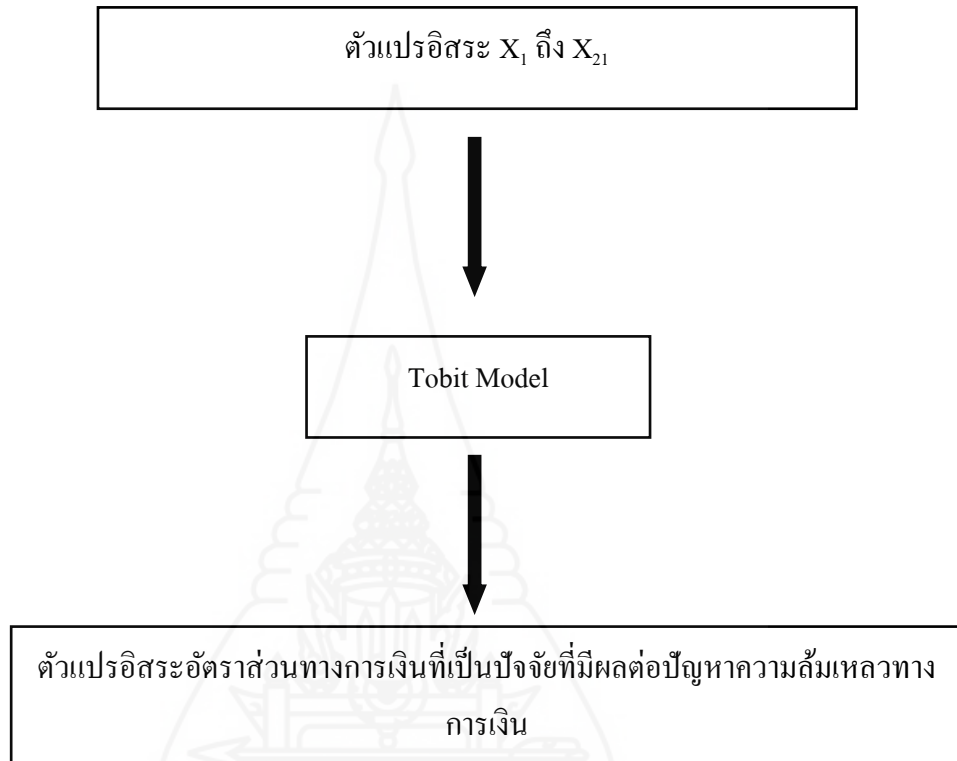 ตัวแปรอิสระ X₁ ถึง X₂₁
Tobit Model
ตัวแปรอิสระอัตราส่วนทางการเงินที่เป็นปัจจัยที่มีผลต่อปัญหาความล้มเหลวทาง
การเงิน